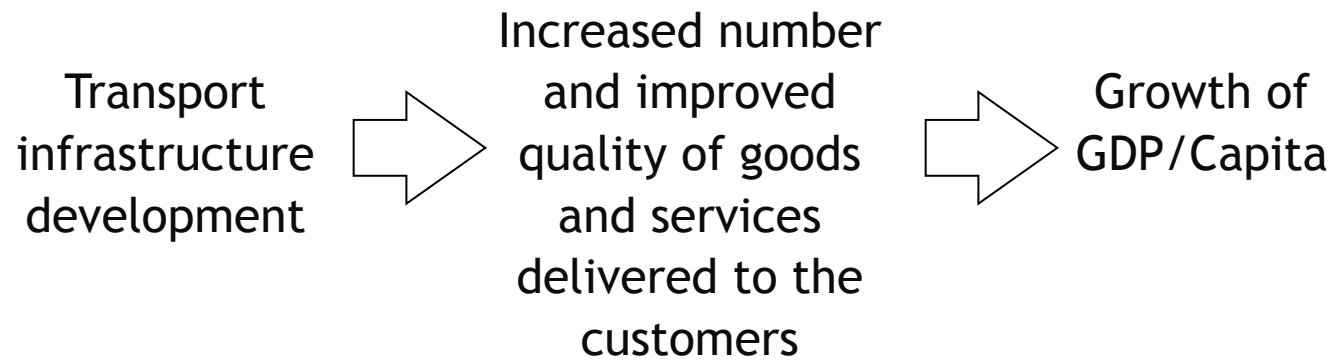 Transport
infrastructure
development
Increased number
and improved
quality of goods
and services
delivered to the
customers
Growth of
GDP/Capita